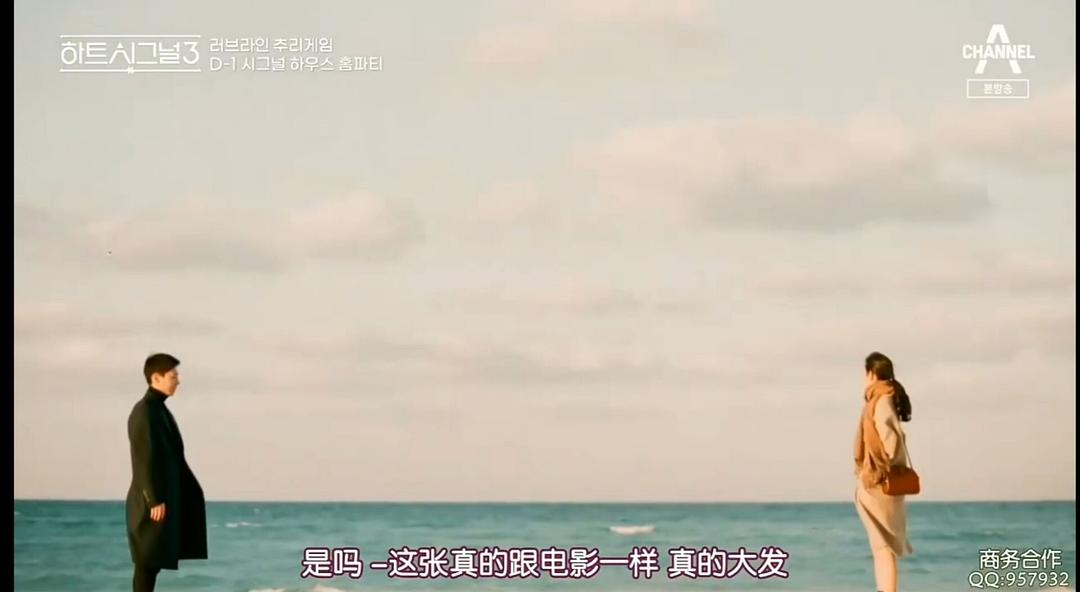 하트시그널3
러브라인 추리게임
D-1 시그널 하우스 홈파티
CHANNEL A
본방송
是吗 –这张真的跟电影一样 真的大发
商务合作
QQ:957932